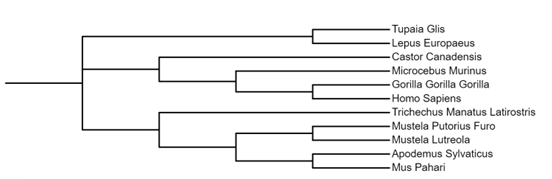 Tupaia Glis
Lepus Europaeus
Castor Canadensis
Microcebus Murinus
Gorilla Gorilla Gorilla
Homo Sapiens
Trichechus Manatus Latirostris
Mustela Putorius Furo
Mustela Lutreola
Apodemus Sylvaticus
Mus Pahari